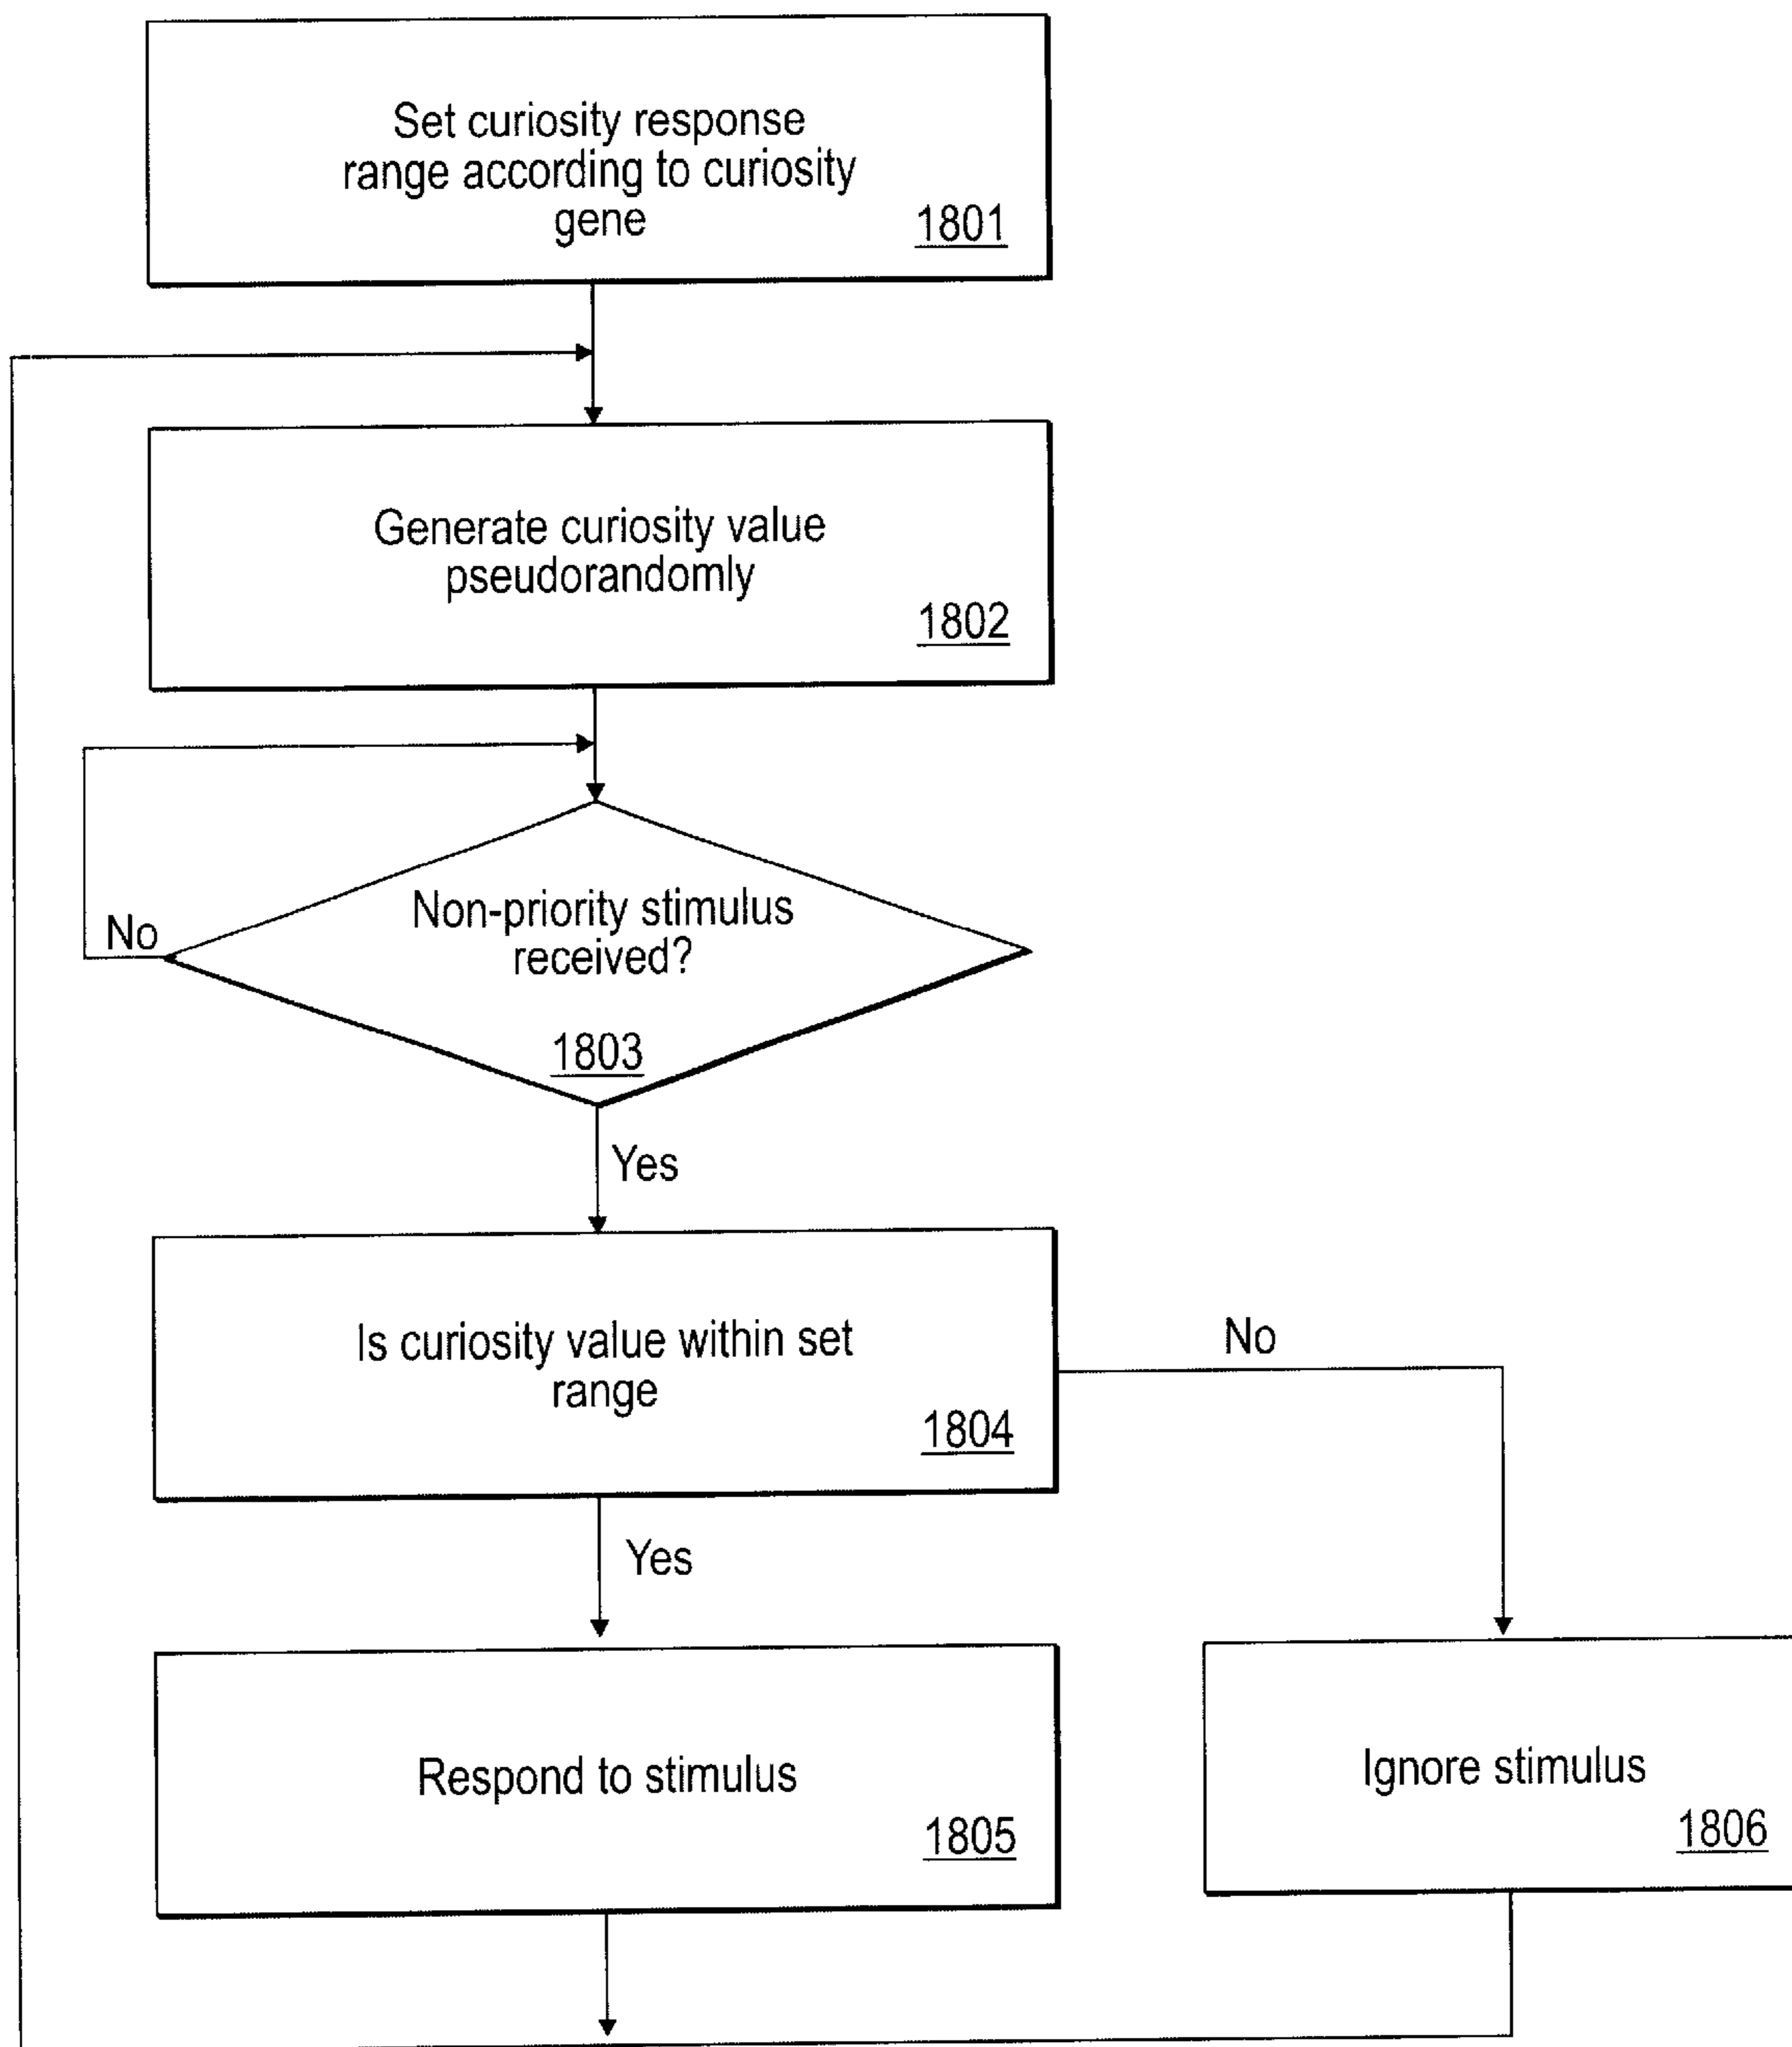 Set curiosity response
range according to curiosity
gene
1801
Generate curiosity value
pseudorandomly
1802
Non-priority stimulus
received?
No
1803
Yes
Is curiosity value within set
range
1804
No
Yes
Respond to stimulus
1805
Ignore stimulus
1806